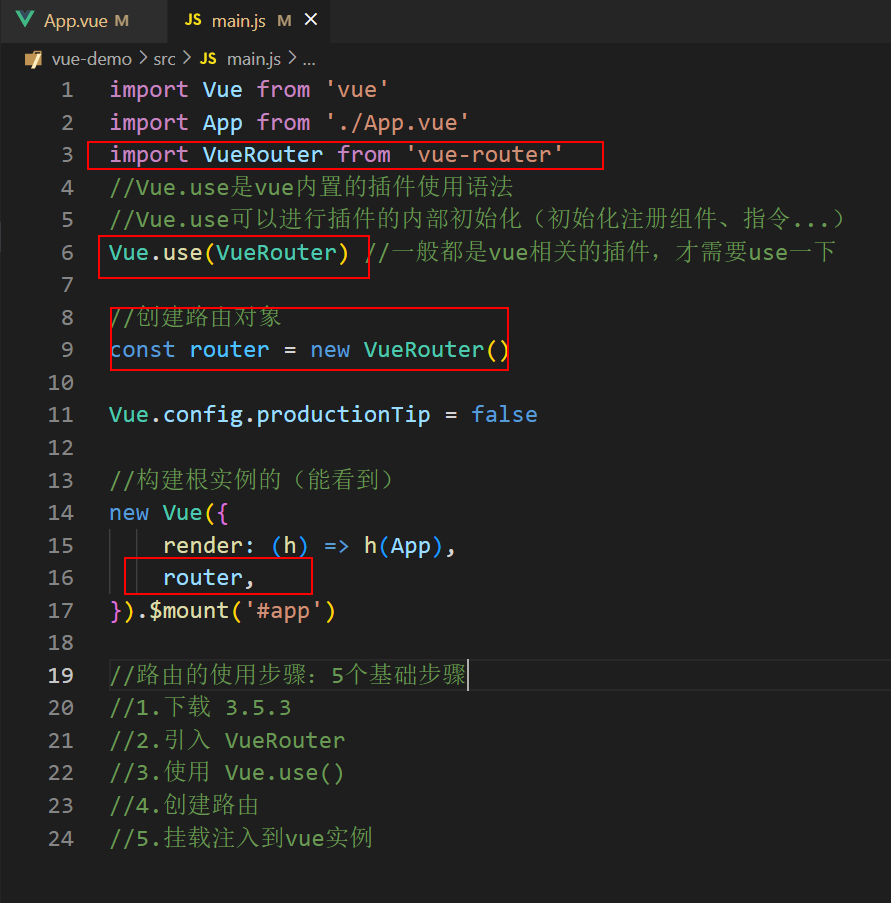 App.vue M JS main.js M ×
vue-demo > src > JS main.js > ...
1 import Vue from 'vue'
2 import App from './App.vue'
3 import VueRouter from 'vue-router'
4 //Vue.use是vue内置的插件使用语法
5 //Vue.use可以进行插件的内部初始化（初始化注册组件、指令...）
6 Vue.use(VueRouter) //一般都是vue相关的插件，才需要use一下
7
8 //创建路由对象
9 const router = new VueRouter()
10
11 Vue.config.productionTip = false
12
13 //构建根实例的（能看到）
14 new Vue({
15 render: (h) => h(App),
16 router,
17 }).$mount('#app')
18
19 //路由的使用步骤：5个基础步骤
20 //1.下载 3.5.3
21 //2.引入 VueRouter
22 //3.使用 Vue.use()
23 //4.创建路由
24 //5.挂载注入到vue实例